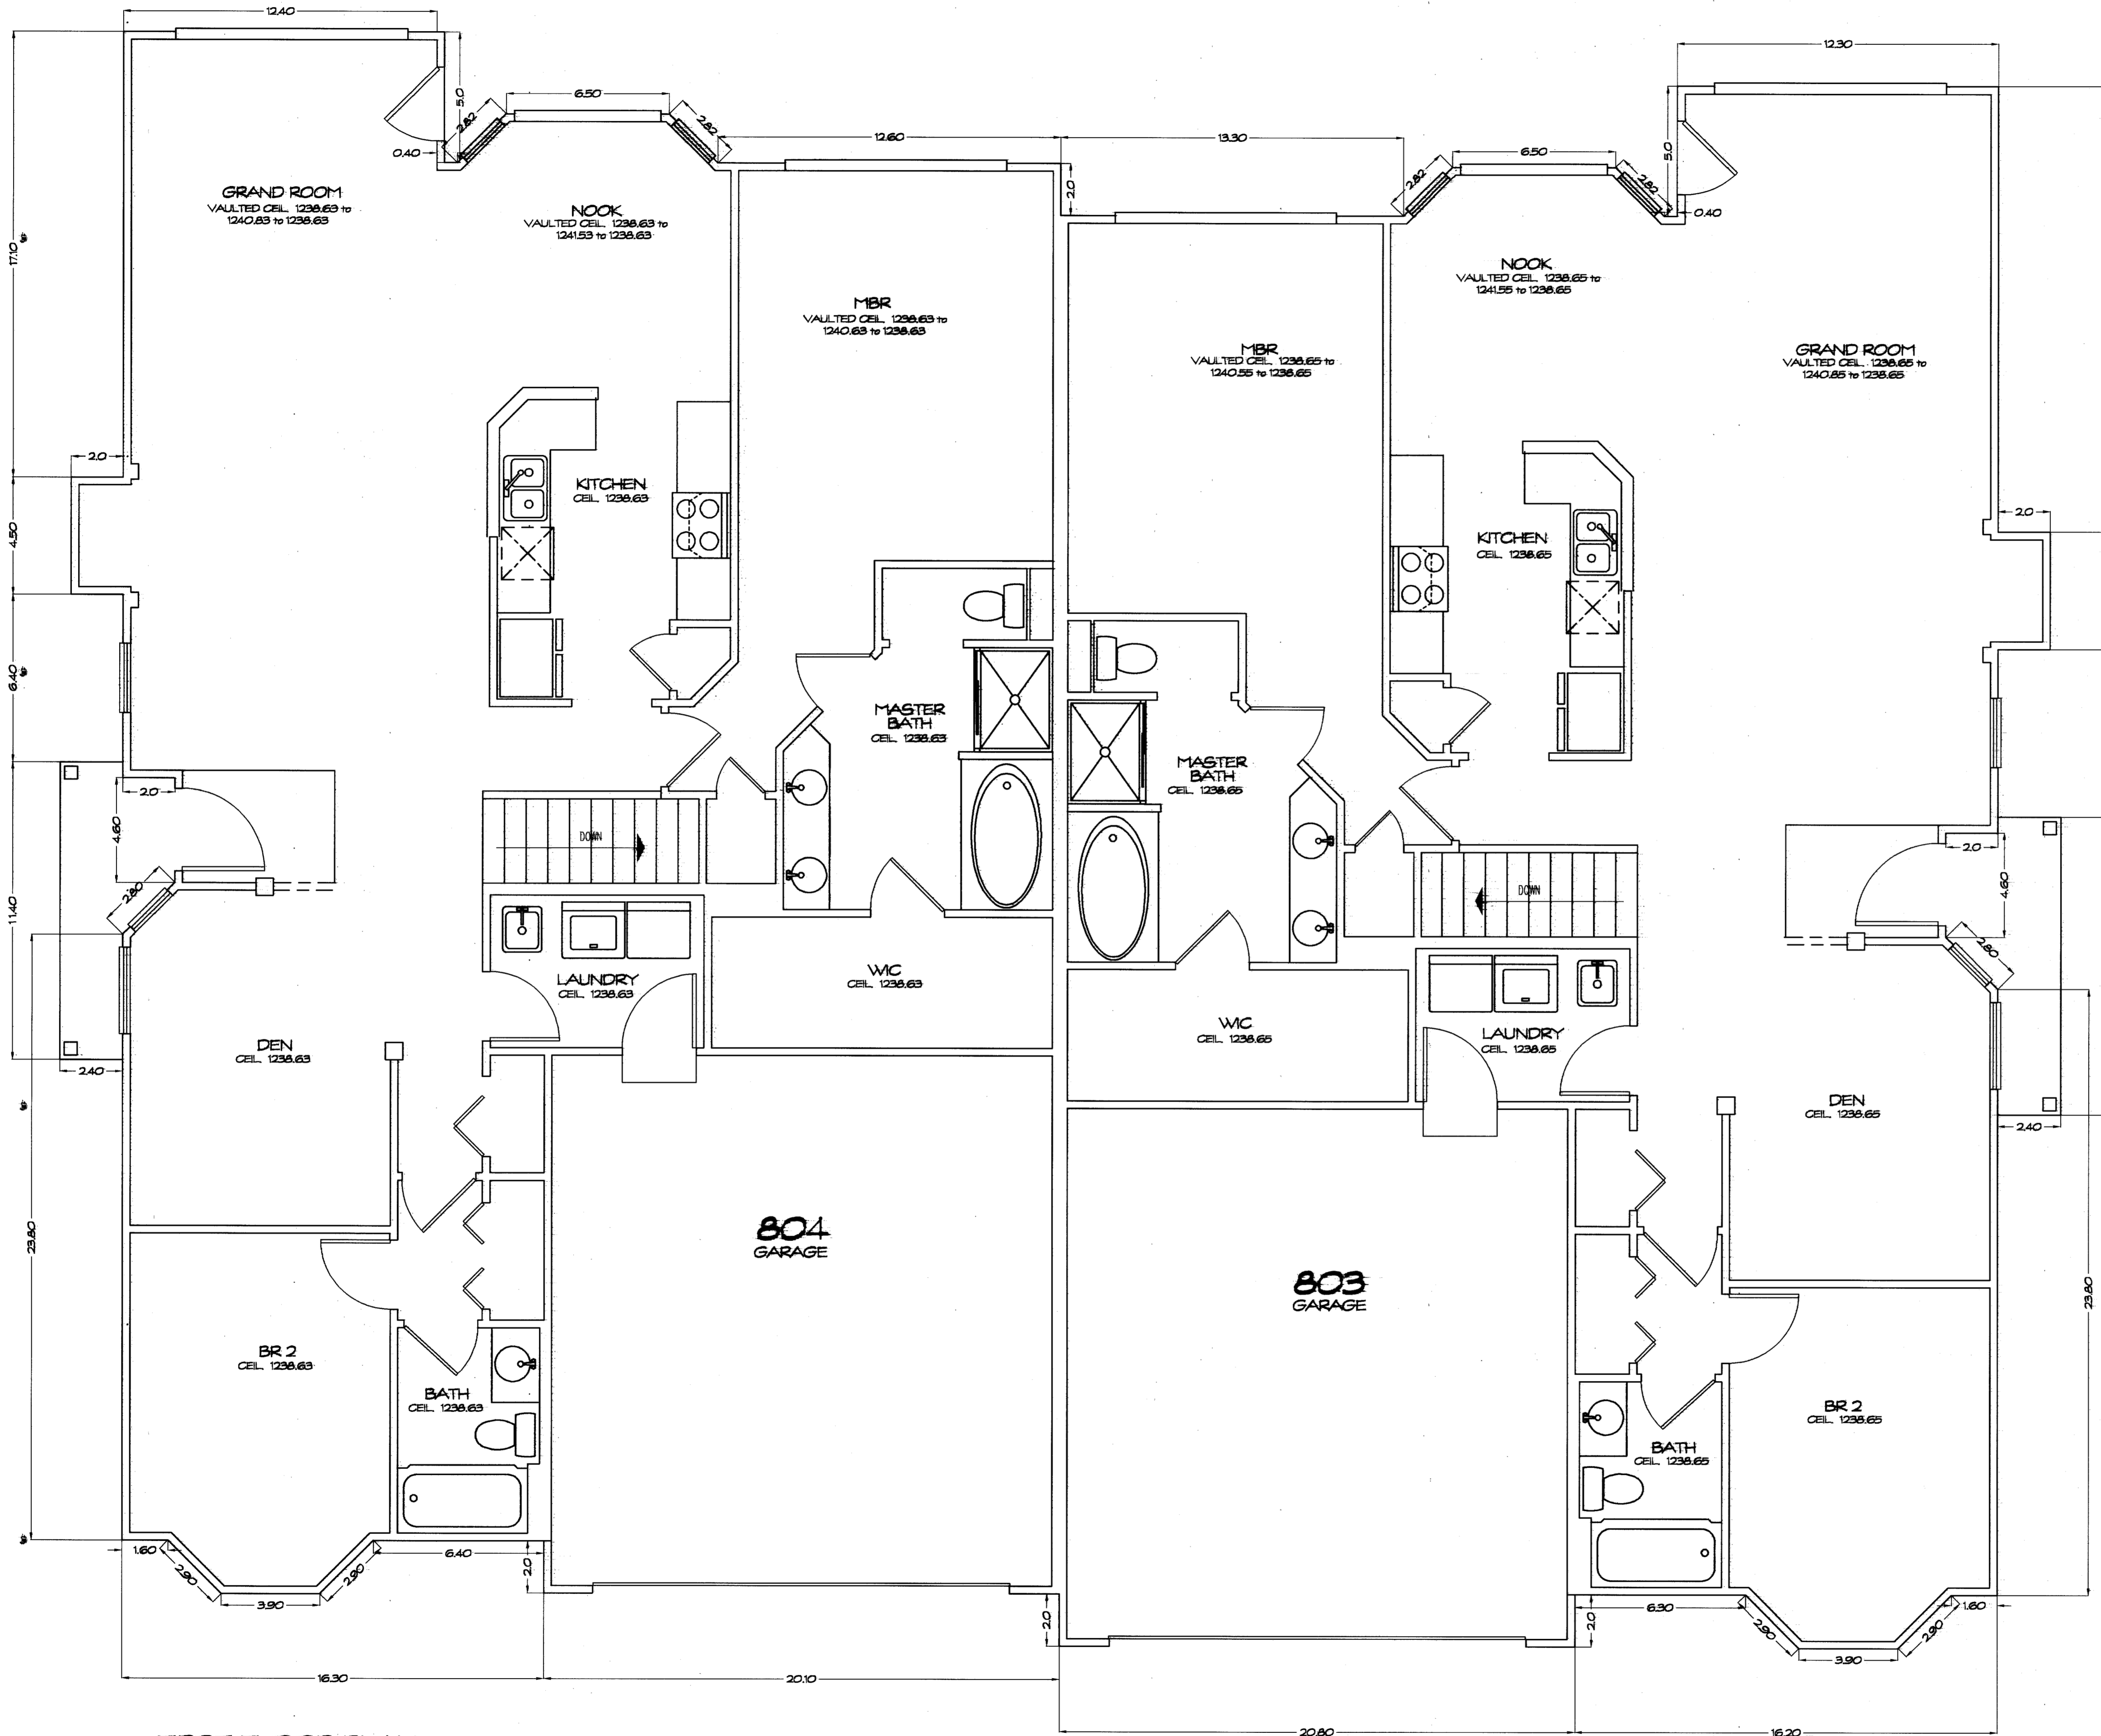 12.40
12.30
5.0
6.50
2.82
2.82
0.40
12.60
13.30
2.0
6.50
2.82
2.82
5.0
0.40
17.10
GRAND ROOM
VAULTED CEIL. 1238.63 to
1240.83 to 1238.63
NOOK
VAULTED CEIL. 1238.63 to
1241.53 to 1238.63
MBR
VAULTED CEIL. 1238.63 to
1240.63 to 1238.63
MBR
VAULTED CEIL. 1238.65 to
1240.55 to 1238.65
NOOK
VAULTED CEIL. 1238.65 to
1241.55 to 1238.65
GRAND ROOM
VAULTED CEIL. 1238.65 to
1240.85 to 1238.65
2.0
4.50
6.40
KITCHEN
CEIL. 1238.63
KITCHEN
CEIL. 1238.65
2.0
MASTER
BATH
CEIL. 1238.63
MASTER
BATH
CEIL. 1238.65
2.0
4.60
2.80
11.40
DOWN
DOWN
2.0
4.60
2.80
LAUNDRY
CEIL. 1238.63
WIC
CEIL. 1238.63
WIC
CEIL. 1238.65
LAUNDRY
CEIL. 1238.65
DEN
CEIL. 1238.63
2.40
DEN
CEIL. 1238.65
2.40
23.80
804
GARAGE
803
GARAGE
23.80
BR 2
CEIL. 1238.63
BATH
CEIL. 1238.63
BR 2
CEIL. 1238.65
BATH
CEIL. 1238.65
1.60
2.90
3.90
2.90
6.40
2.0
2.0
2.0
6.30
2.90
3.90
2.90
1.60
16.30
20.10
20.80
16.20